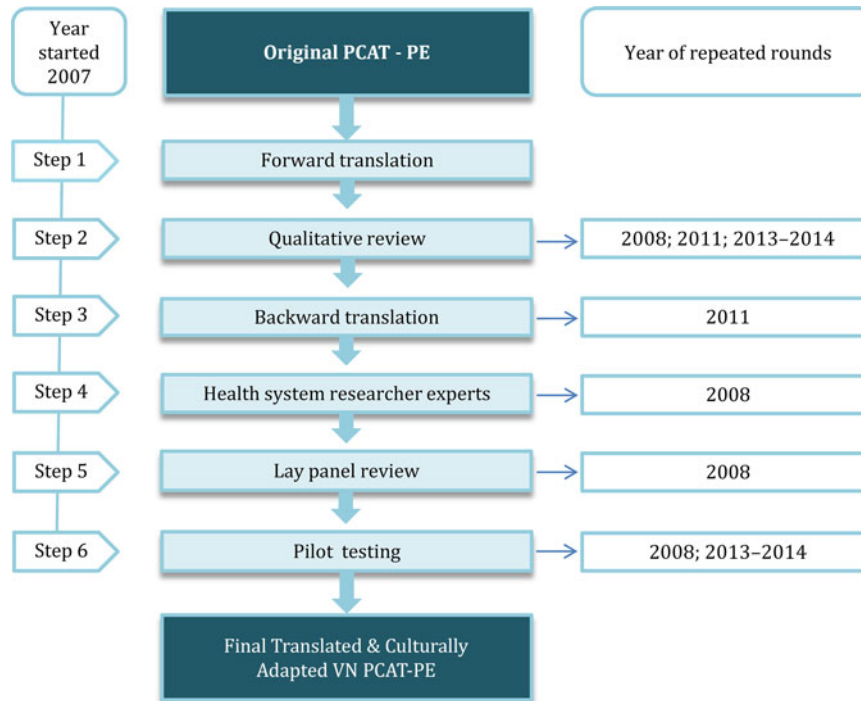 Year
started
2007
Original PCAT - PE
Year of repeated rounds
Step 1
Forward translation
Step 2
Qualitative review
2008; 2011; 2013–2014
Step 3
Backward translation
2011
Step 4
Health system researcher experts
2008
Step 5
Lay panel review
2008
Step 6
Pilot testing
2008; 2013–2014
Final Translated & Culturally
Adapted VN PCAT-PE